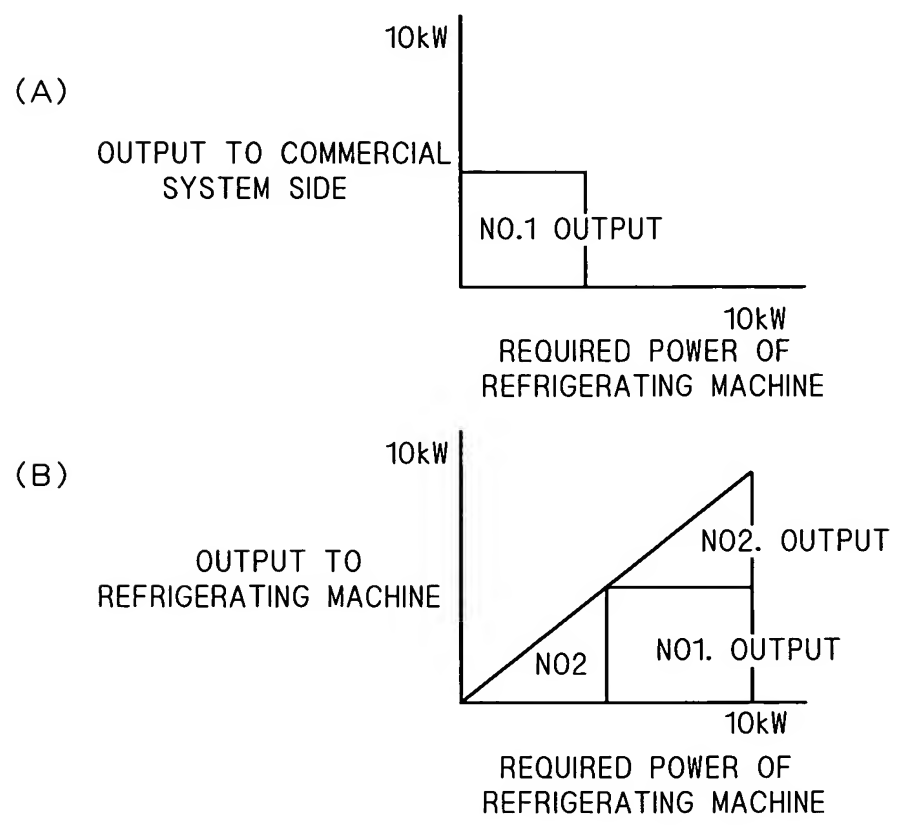 10kW
(A)
OUTPUT TO COMMERCIAL
SYSTEM SIDE
NO.1 OUTPUT
10kW
REQUIRED POWER OF
REFRIGERATING MACHINE
10kW
(B)
OUTPUT TO
REFRIGERATING MACHINE
NO2. OUTPUT
NO2
NO1. OUTPUT
10kW
REQUIRED POWER OF
REFRIGERATING MACHINE